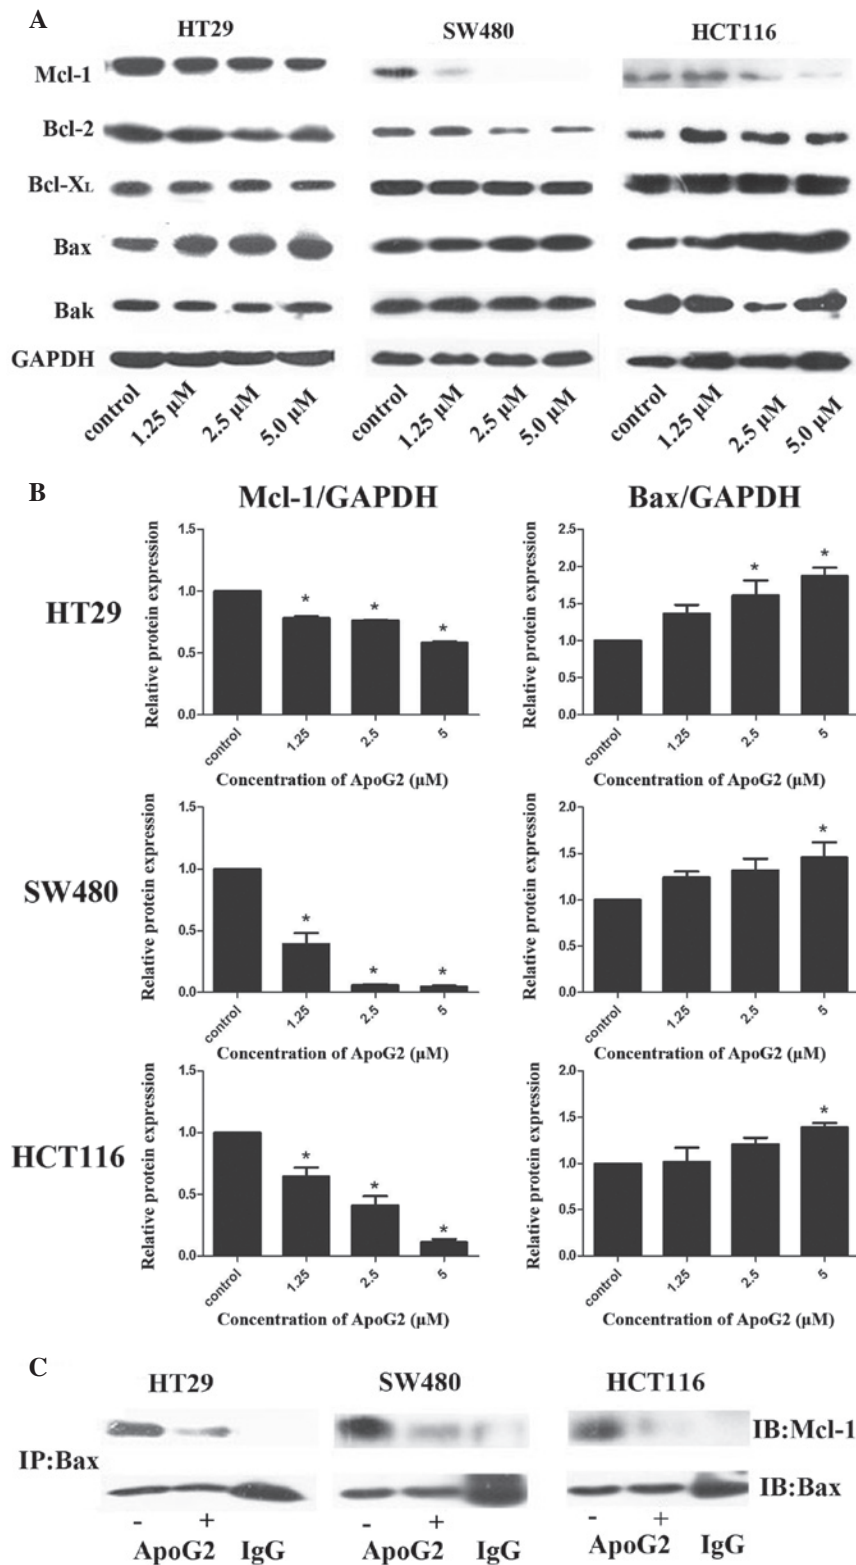 A
HT29 SW480 HCT116
Mcl-1
Bcl-2
Bcl-XL
Bax
Bak
GAPDH
control 1.25 µM 2.5 µM 5.0 µM control 1.25 µM 2.5 µM 5.0 µM control 1.25 µM 2.5 µM 5.0 µM
B
Mcl-1/GAPDH Bax/GAPDH
HT29
Relative protein expression
1.5
1.0
0.5
0.0
* * *
control 1.25 2.5 5
Concentration of ApoG2 (µM)
Relative protein expression
2.5
2.0
1.5
1.0
0.5
0.0
* *
control 1.25 2.5 5
Concentration of ApoG2 (µM)
SW480
Relative protein expression
1.5
1.0
0.5
0.0
* * *
control 1.25 2.5 5
Concentration of ApoG2 (µM)
Relative protein expression
2.0
1.5
1.0
0.5
0.0
*
control 1.25 2.5 5
Concentration of ApoG2 (µM)
HCT116
Relative protein expression
1.5
1.0
0.5
0.0
* * *
control 1.25 2.5 5
Concentration of ApoG2 (µM)
Relative protein expression
2.0
1.5
1.0
0.5
0.0
*
control 1.25 2.5 5
Concentration of ApoG2 (µM)
C
HT29 SW480 HCT116
IB:Mcl-1
IP:Bax
IB:Bax
- + - + - +
ApoG2 IgG ApoG2 IgG ApoG2 IgG